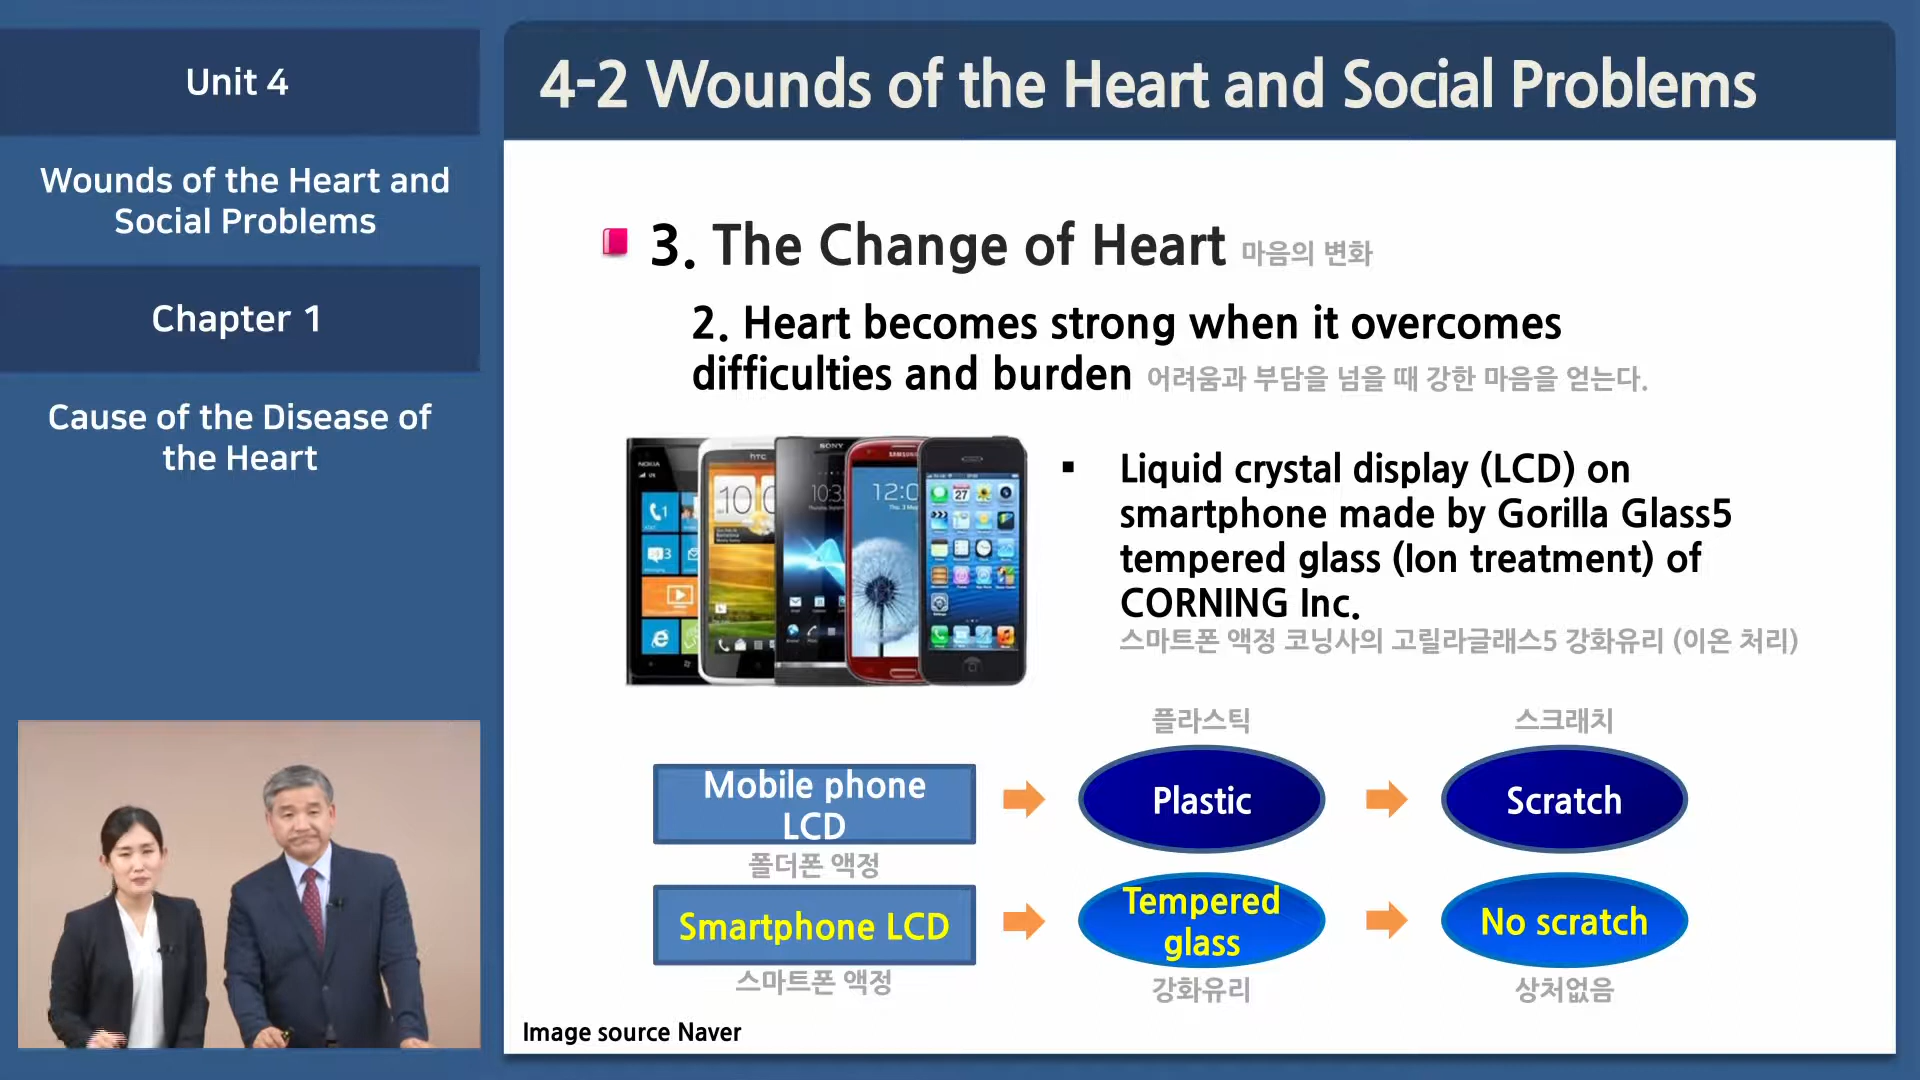 Unit 4
Wounds of the Heart and
Social Problems
Chapter 1
Cause of the Disease of
the Heart
4-2 Wounds of the Heart and Social Problems
3. The Change of Heart 마음의 변화
2. Heart becomes strong when it overcomes
difficulties and burden 어려움과 부담을 넘을 때 강한 마음을 얻는다.
NOKIA
hTC
SONY
SAMSUNG
Liquid crystal display (LCD) on
smartphone made by Gorilla Glass5
tempered glass (Ion treatment) of
CORNING Inc.
스마트폰 액정 코닝사의 고릴라글래스5 강화유리 (이온 처리)
플라스틱
스크래치
Mobile phone
LCD
Plastic
Scratch
폴더폰 액정
Smartphone LCD
Tempered
glass
No scratch
스마트폰 액정
강화유리
상처없음
Image source Naver